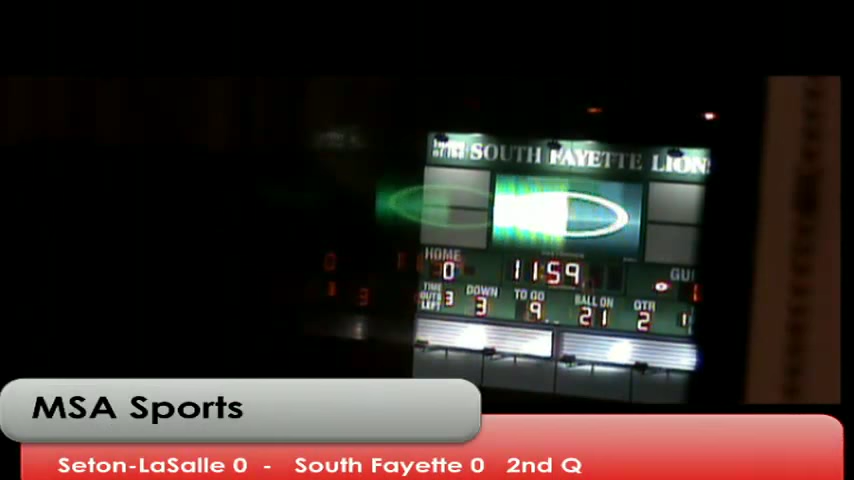 SOUTH FAYETTE LIONS
HOME
0 11:59 GU
TIME OUTS LEFT 3 DOWN 3 TO GO 9 BALL ON 21 QTR 2
MSA Sports
Seton-LaSalle 0 - South Fayette 0 2nd Q